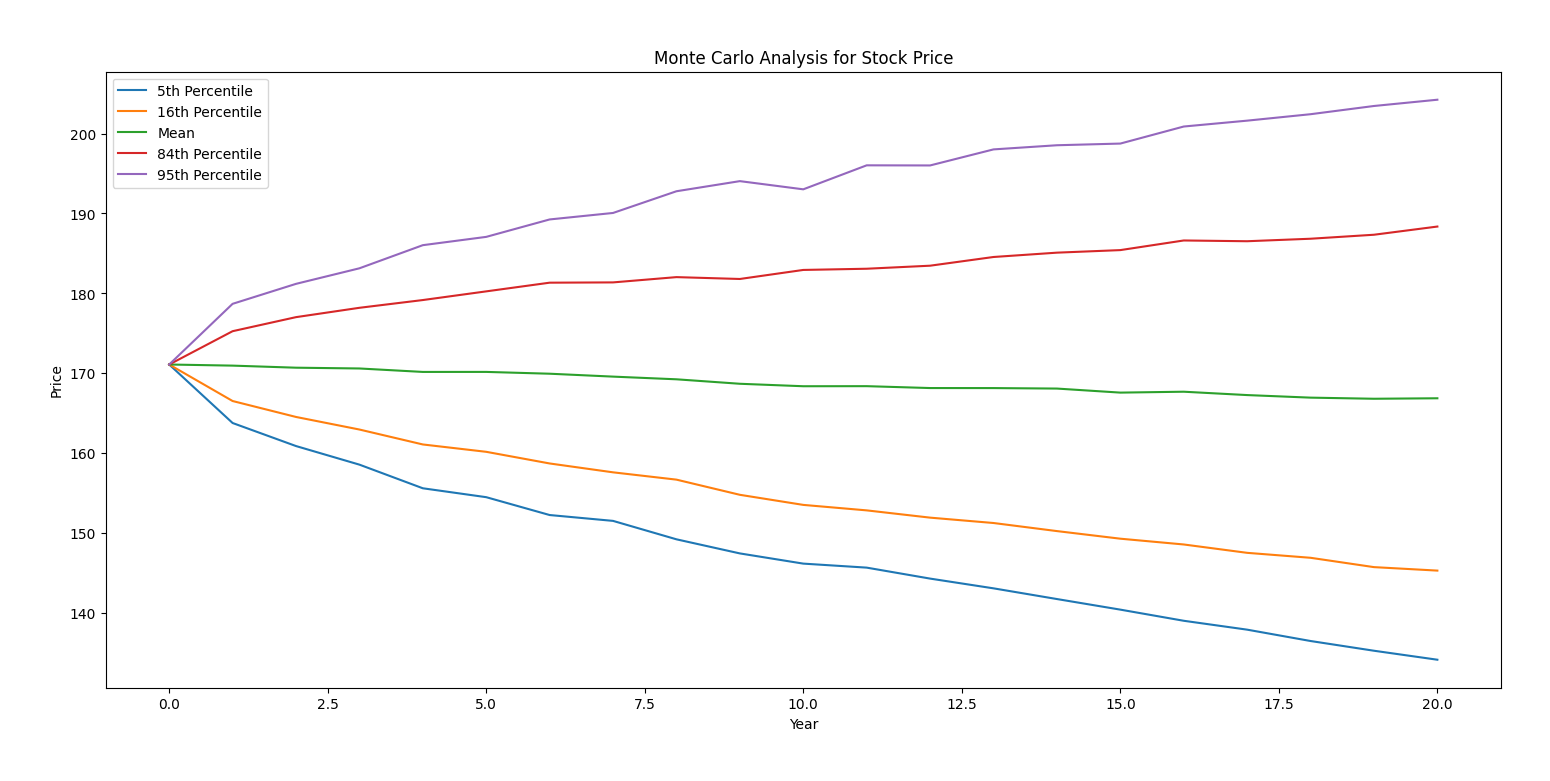 Monte Carlo Analysis for Stock Price
5th Percentile
16th Percentile
Mean
84th Percentile
95th Percentile
200
190
180
170
160
150
140
Price
0.0 2.5 5.0 7.5 10.0 12.5 15.0 17.5 20.0
Year